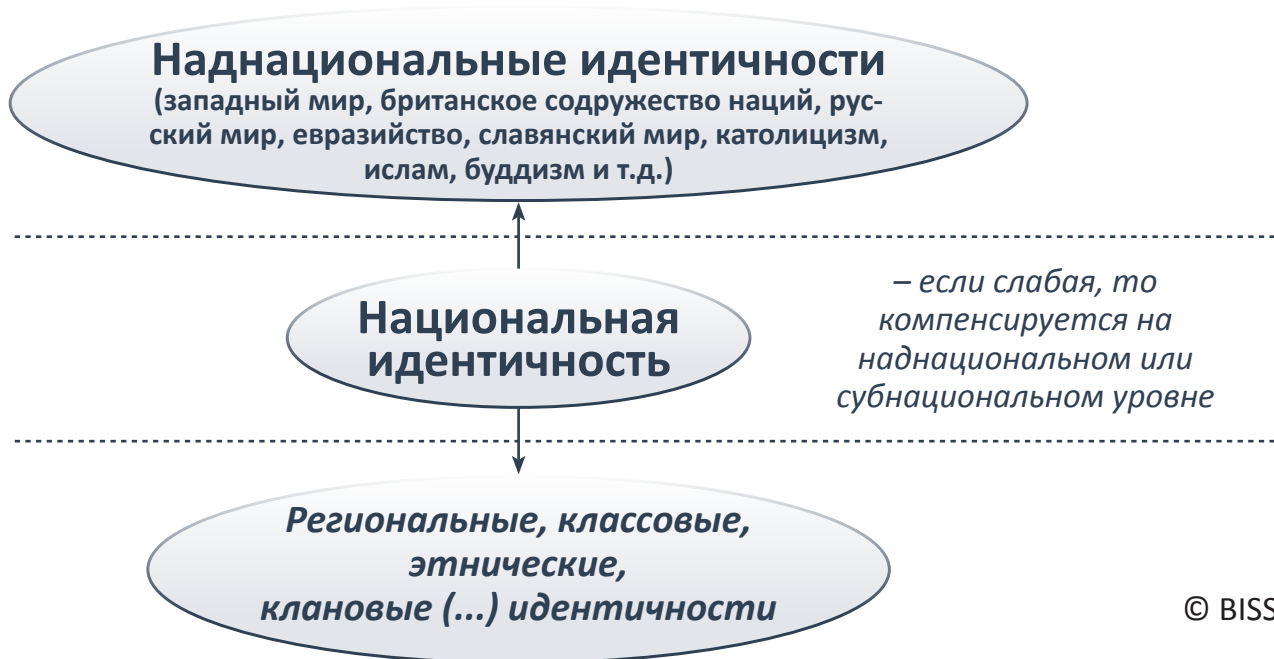 Наднациональные идентичности
(западный мир, британское содружество наций, рус-
ский мир, евразийство, славянский мир, католицизм,
ислам, буддизм и т.д.)
Национальная
идентичность
– если слабая, то
компенсируется на
наднациональном или
субнациональном уровне
Региональные, классовые,
этнические,
клановые (...) идентичности
© BISS